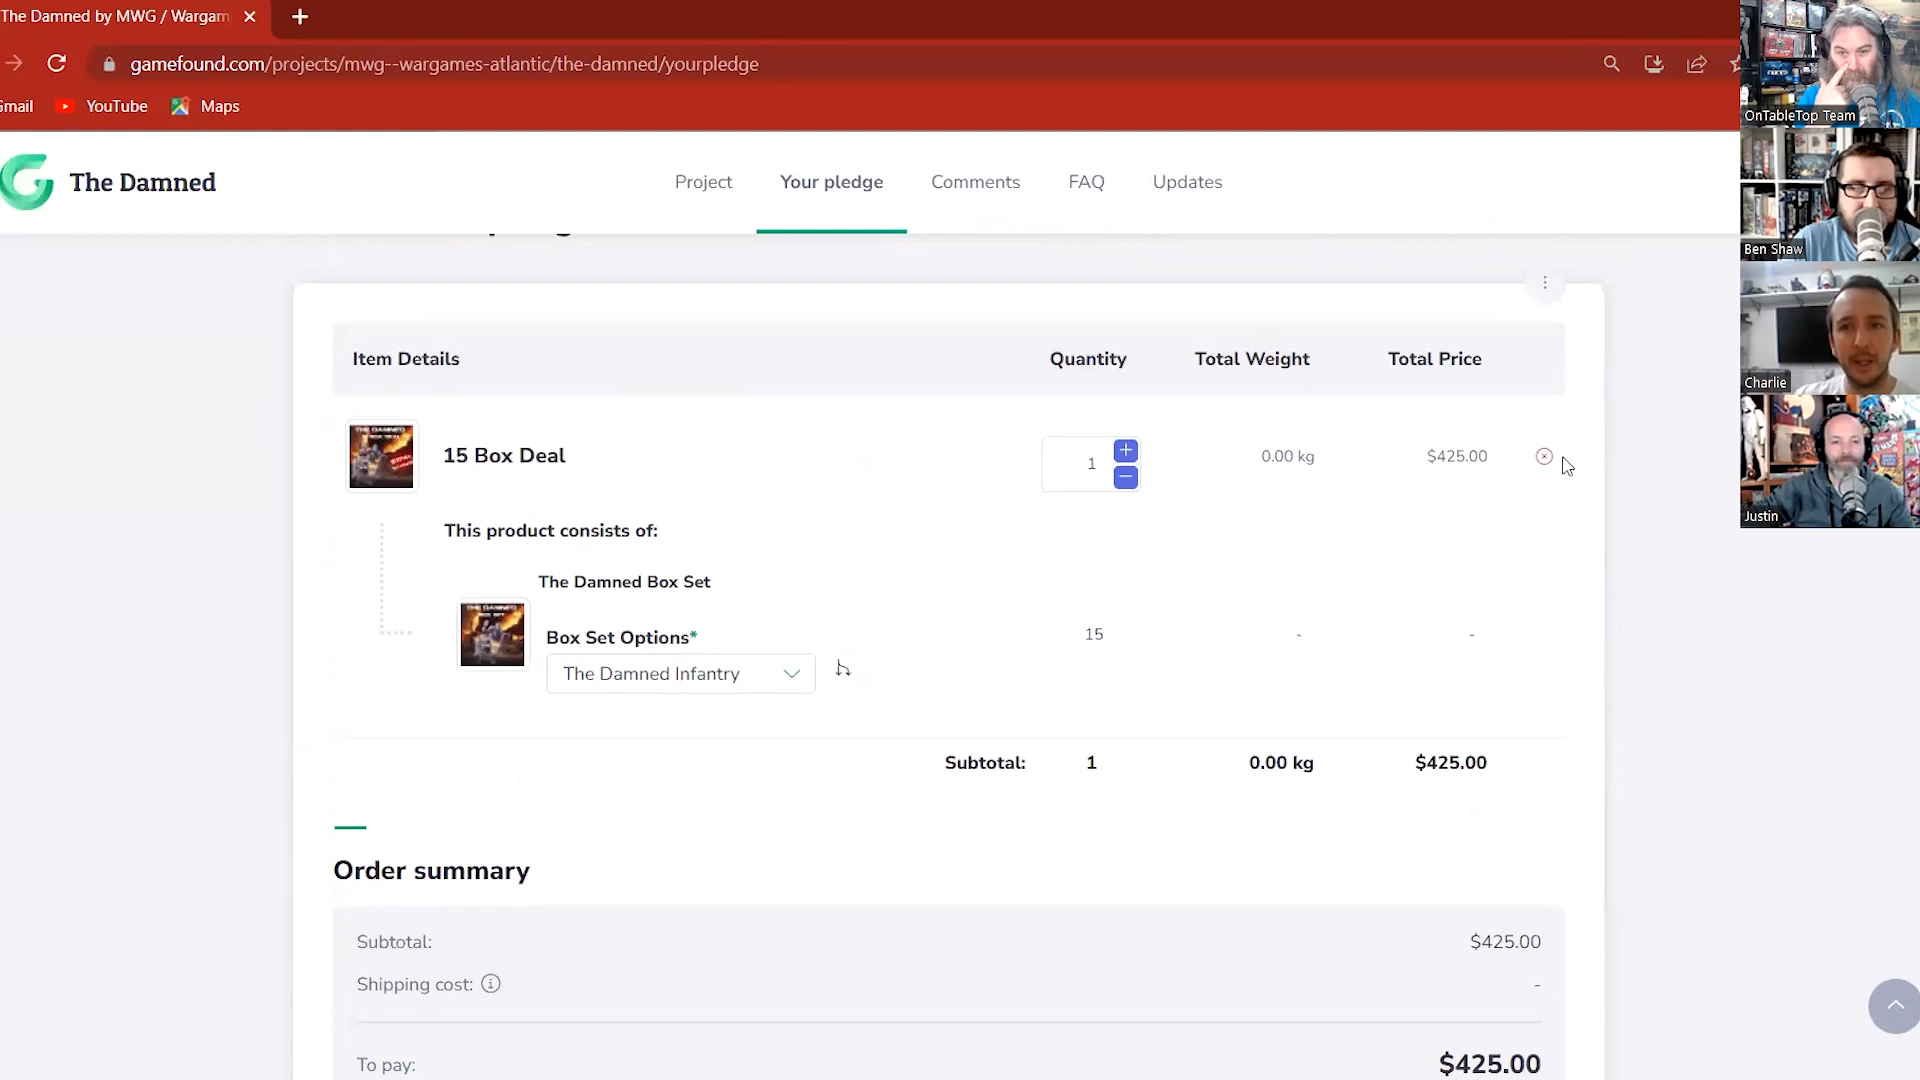 The Damned by MWG / Wargam
gamefound.com/projects/mwg--wargames-atlantic/the-damned/yourpledge
Gmail YouTube Maps
The Damned
Project Your pledge Comments FAQ Updates
Item Details Quantity Total Weight Total Price
15 Box Deal 1 0.00 kg $425.00
This product consists of:
The Damned Box Set
Box Set Options* 15 - -
The Damned Infantry
Subtotal: 1 0.00 kg $425.00
Order summary
Subtotal: $425.00
Shipping cost: -
To pay: $425.00
OnTableTop Team
Ben Shaw
Charlie
Justin